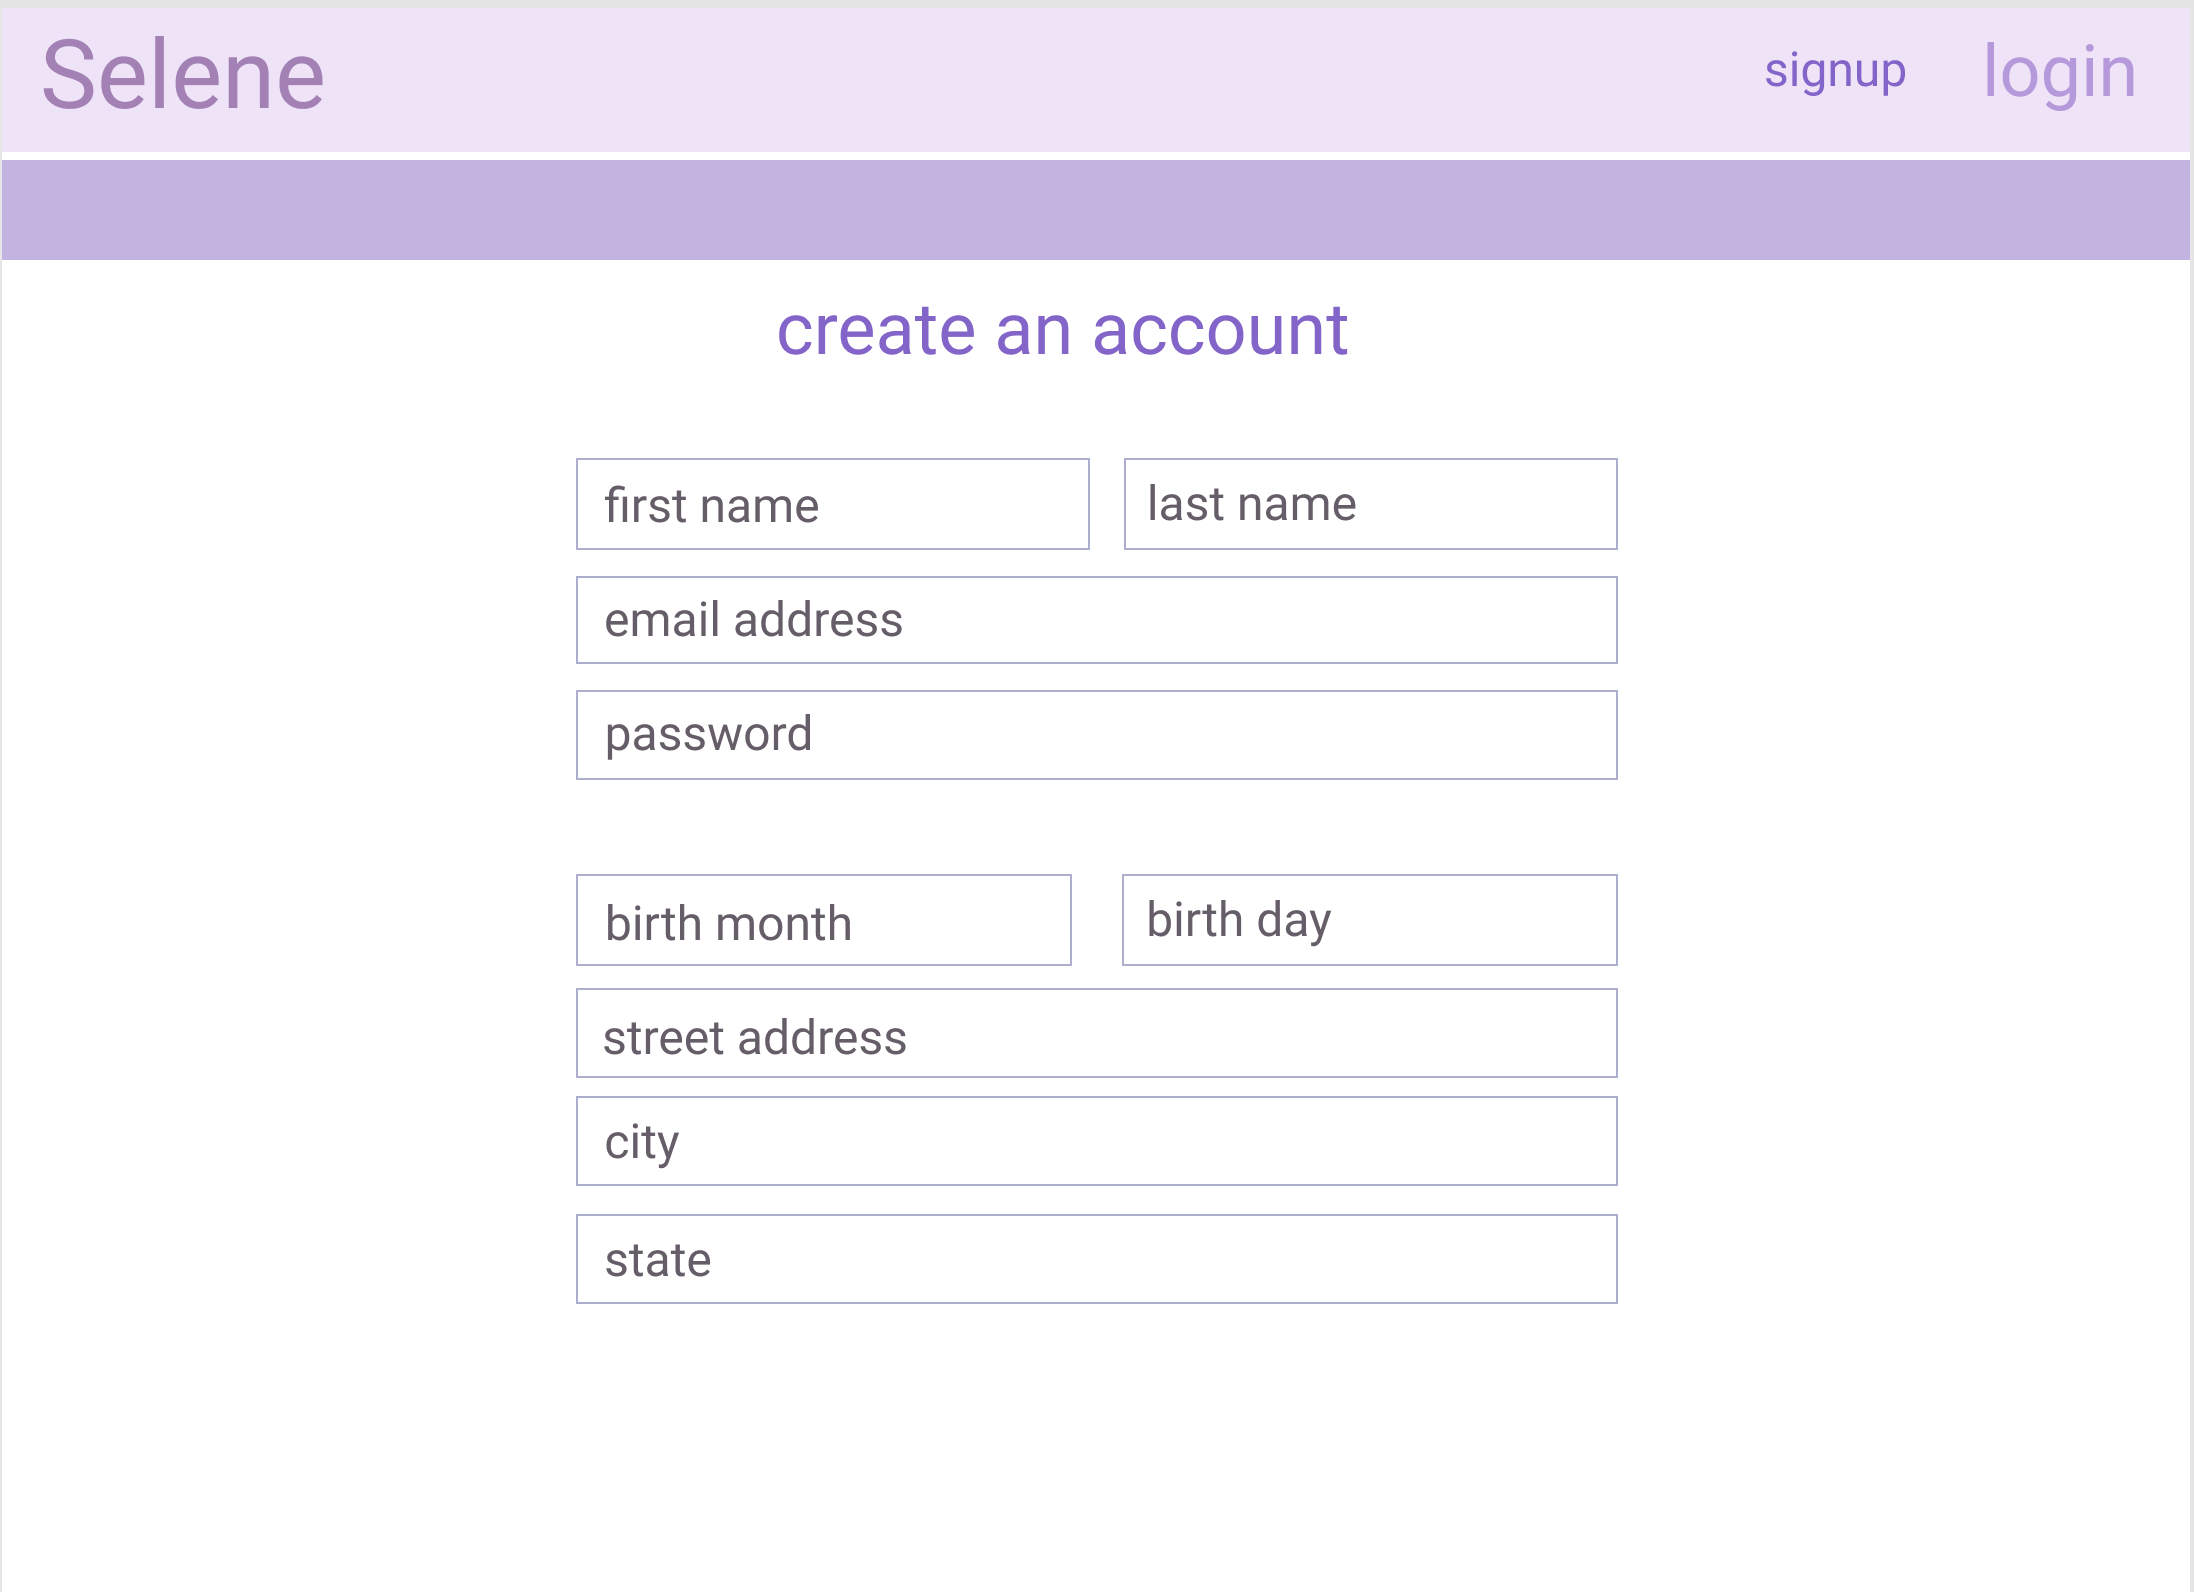 Selene
signup login
create an account
first name last name
email address
password
birth month birth day
street address
city
state